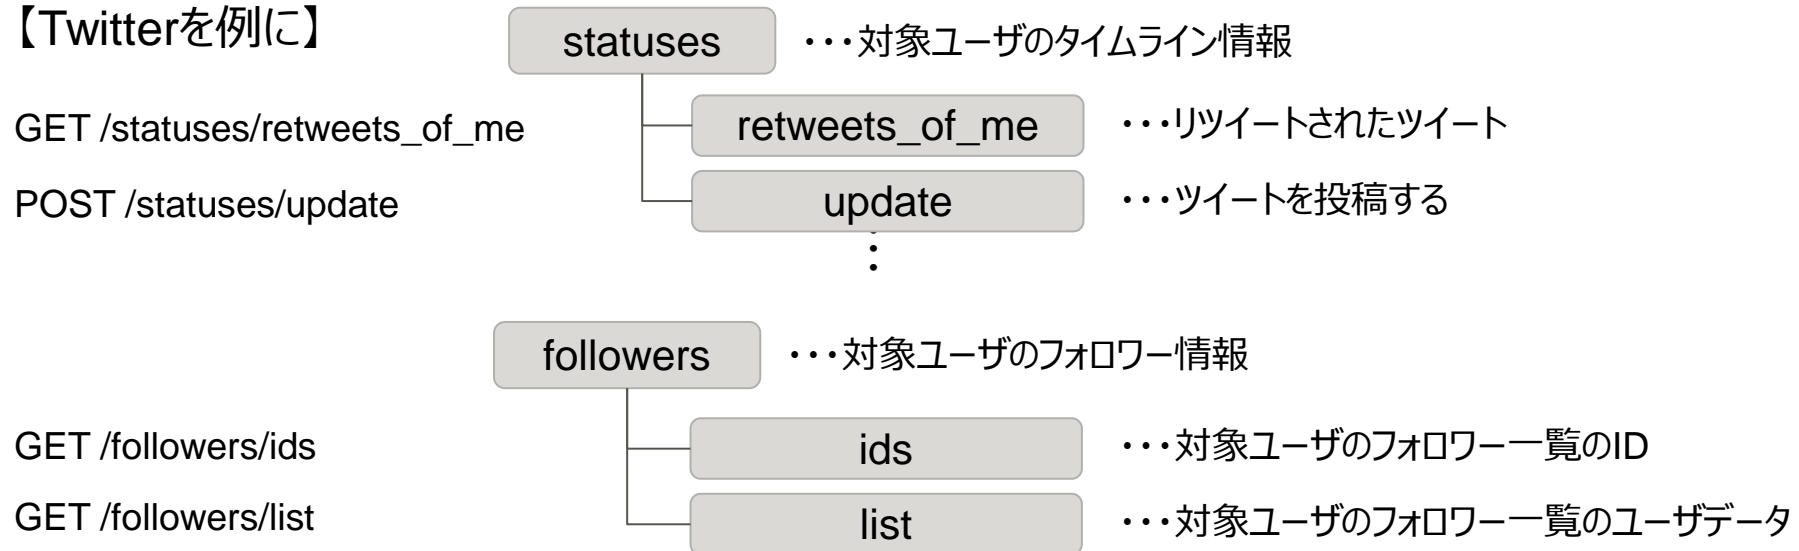 【Twitterを例に】
statuses ・・・対象ユーザのタイムライン情報
GET /statuses/retweets_of_me retweets_of_me ・・・リツイートされたツイート
POST /statuses/update update ・・・ツイートを投稿する
followers ・・・対象ユーザのフォロワー情報
GET /followers/ids ids ・・・対象ユーザのフォロワー一覧のID
GET /followers/list list ・・・対象ユーザのフォロワー一覧のユーザデータ